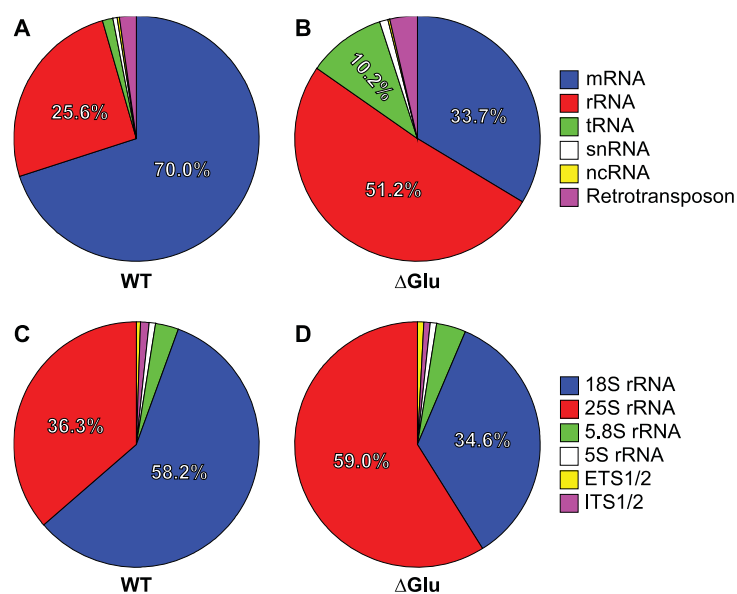 A
B
25.6%
70.0%
10.2%
33.7%
51.2%
mRNA
rRNA
tRNA
snRNA
ncRNA
Retrotransposon
WT
ΔGlu
C
D
36.3%
58.2%
59.0%
34.6%
18S rRNA
25S rRNA
5.8S rRNA
5S rRNA
ETS1/2
ITS1/2
WT
ΔGlu